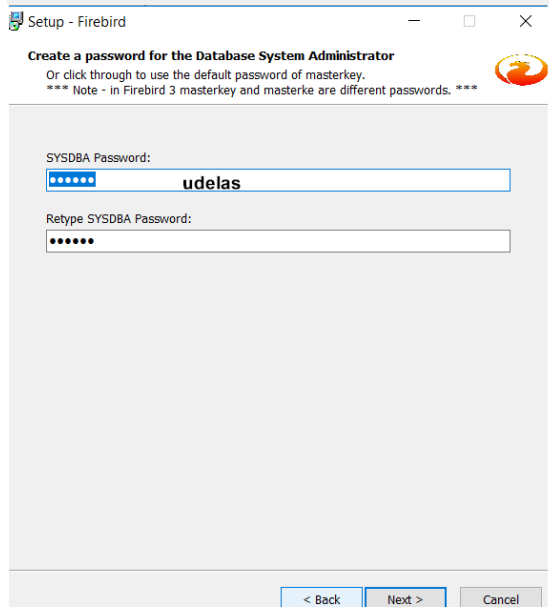 Setup - Firebird
Create a password for the Database System Administrator
Or click through to use the default password of masterkey.
*** Note - in Firebird 3 masterkey and masterke are different passwords. ***
SYSDBA Password:
•••••• udelas
Retype SYSDBA Password:
••••••
< Back Next > Cancel